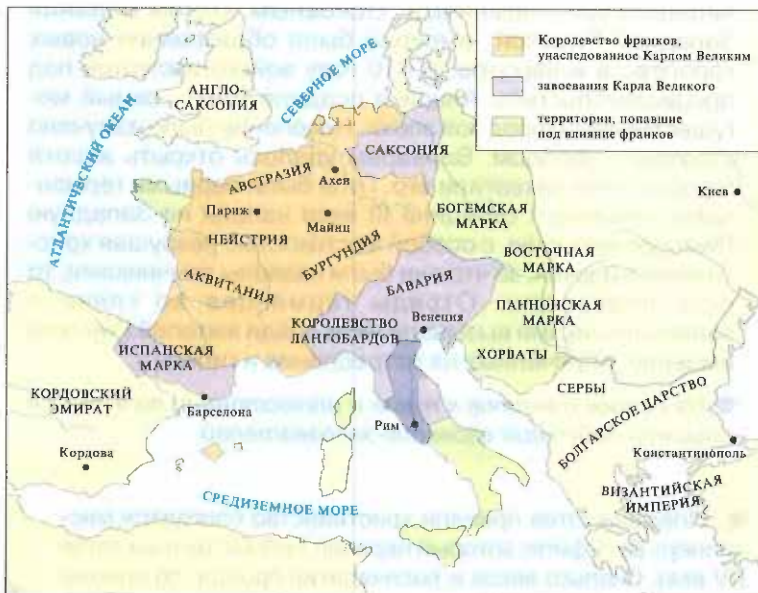 Королевство франков,
унаследованное Карлом Великим
завоевания Карла Великого
территории, попавшие
под влияние франков
АНГЛО-
САКСОНИЯ
СЕВЕРНОЕ МОРЕ
АТЛАНТИЧЕСКИЙ ОКЕАН
САКСОНИЯ
АВСТРАЗИЯ
Ахен
Киев
Париж
Майнц
НЕЙСТРИЯ
БОГЕМСКАЯ
МАРКА
БУРГУНДИЯ
ВОСТОЧНАЯ
МАРКА
АКВИТАНИЯ
БАВАРИЯ
ПАННОНСКАЯ
МАРКА
КОРОЛЕВСТВО
ЛАНГОБАРДОВ
Венеция
ИСПАНСКАЯ
МАРКА
ХОРВАТЫ
СЕРБЫ
КОРДОВСКИЙ
ЭМИРАТ
Барселона
БОЛГАРСКОЕ ЦАРСТВО
Рим
Кордова
Константинополь
ВИЗАНТИЙСКАЯ
ИМПЕРИЯ
СРЕДИЗЕМНОЕ МОРЕ